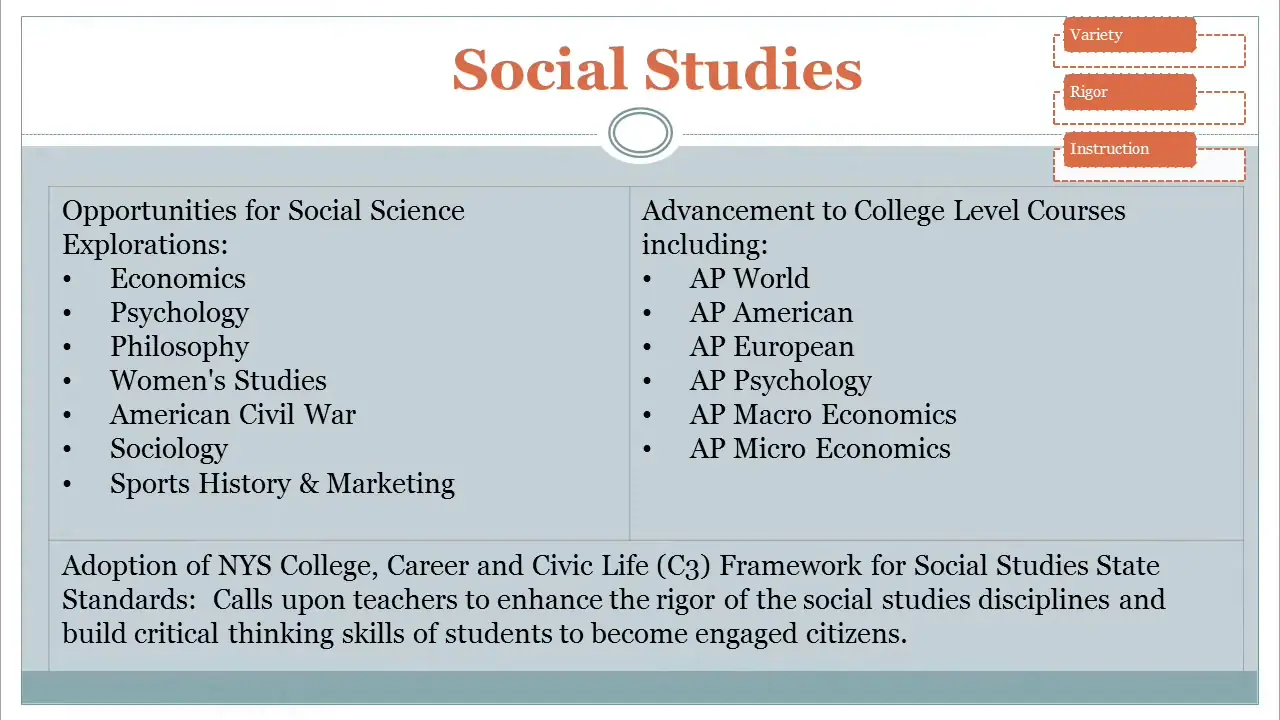 Social Studies
Variety
Rigor
Instruction
Opportunities for Social Science
Explorations:
• Economics
• Psychology
• Philosophy
• Women's Studies
• American Civil War
• Sociology
• Sports History & Marketing
Advancement to College Level Courses
including:
• AP World
• AP American
• AP European
• AP Psychology
• AP Macro Economics
• AP Micro Economics
Adoption of NYS College, Career and Civic Life (C3) Framework for Social Studies State
Standards:  Calls upon teachers to enhance the rigor of the social studies disciplines and
build critical thinking skills of students to become engaged citizens.